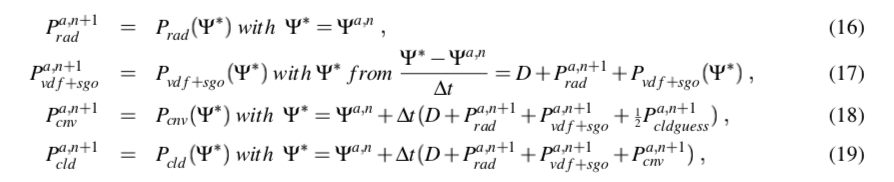 P_{rad}^{a,n+1} = P_{rad}(Ψ*) with Ψ* = Ψ^{a,n} , (16)
P_{vdf+sgo}^{a,n+1} = P_{vdf+sgo}(Ψ*) with Ψ* from \frac{Ψ* − Ψ^{a,n}}{Δt} = D + P_{rad}^{a,n+1} + P_{vdf+sgo}(Ψ*) , (17)
P_{cnv}^{a,n+1} = P_{cnv}(Ψ*) with Ψ* = Ψ^{a,n} + Δt(D + P_{rad}^{a,n+1} + P_{vdf+sgo}^{a,n+1} + ½P_{cldguess}^{a,n+1}) , (18)
P_{cld}^{a,n+1} = P_{cld}(Ψ*) with Ψ* = Ψ^{a,n} + Δt(D + P_{rad}^{a,n+1} + P_{vdf+sgo}^{a,n+1} + P_{cnv}^{a,n+1}) , (19)